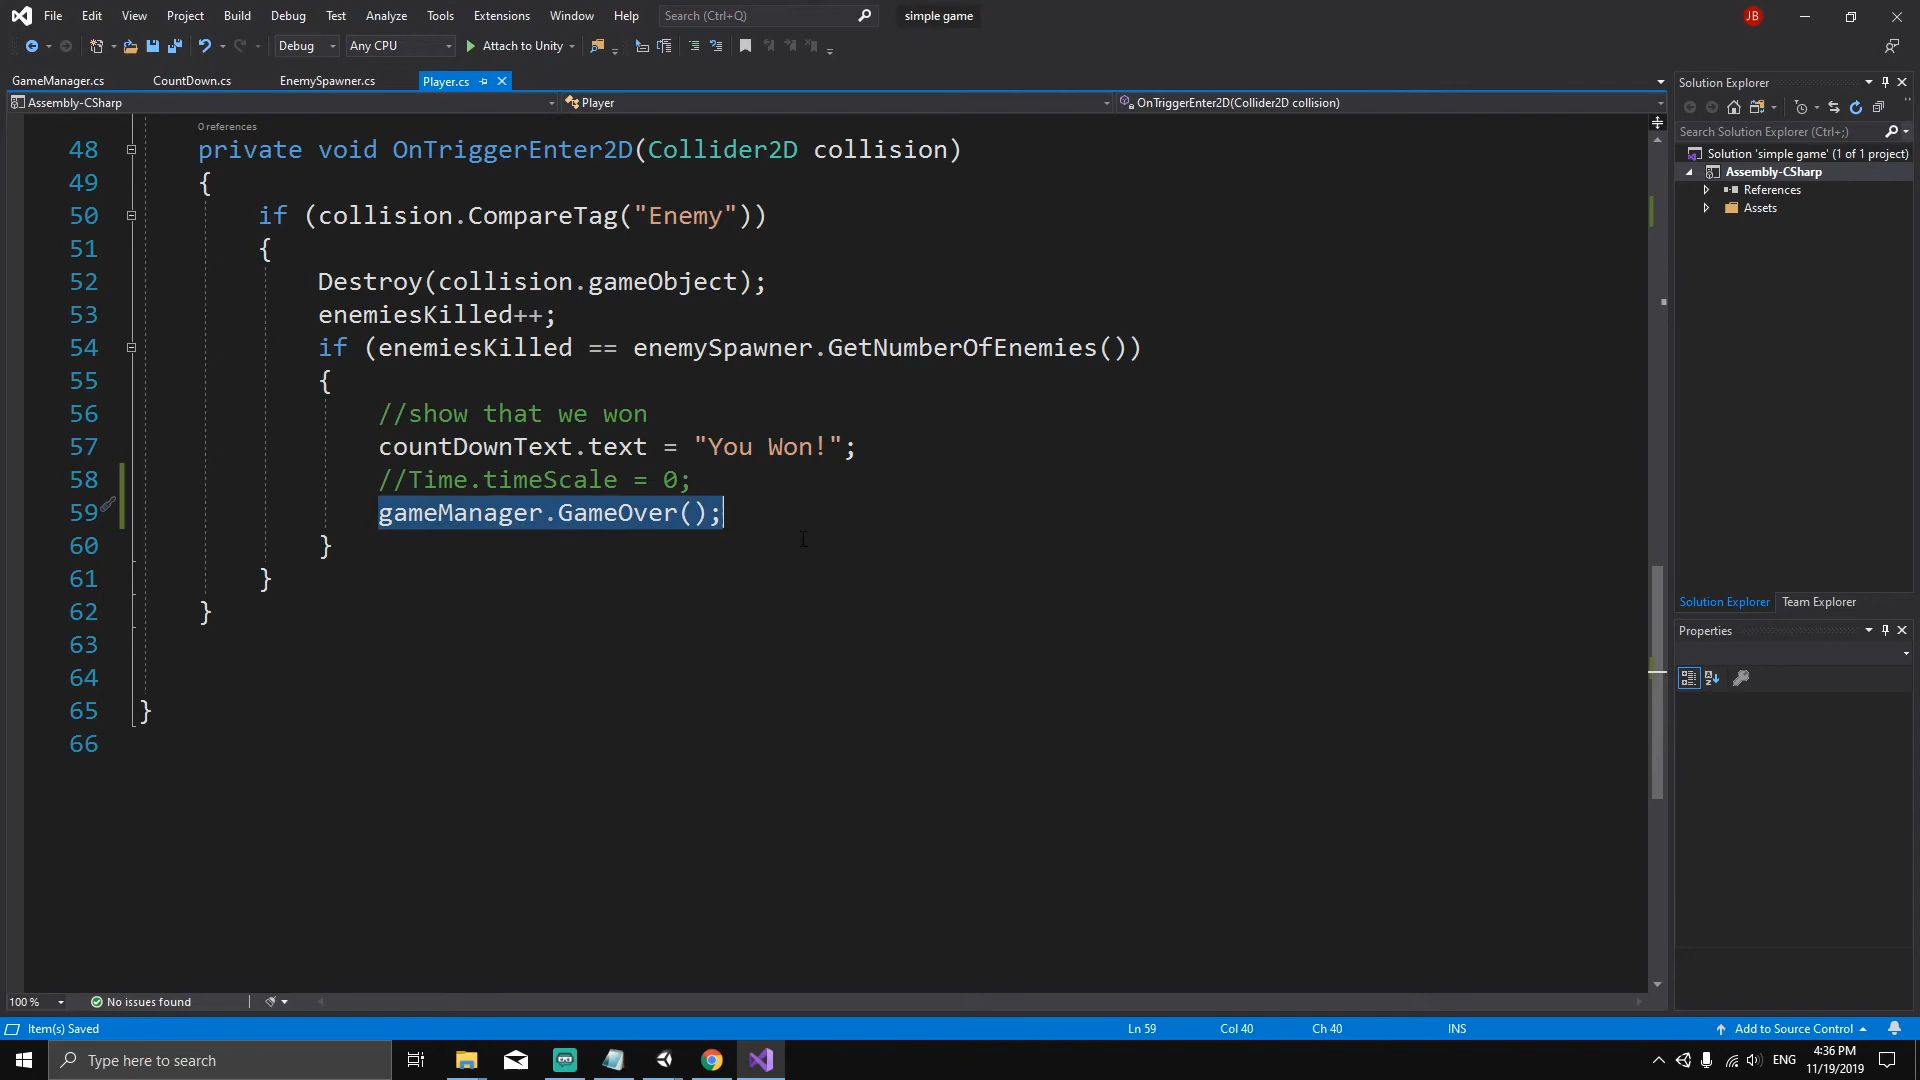 File Edit View Project Build Debug Test Analyze Tools Extensions Window Help Search (Ctrl+Q) simple game JB
Debug Any CPU Attach to Unity
GameManager.cs CountDown.cs EnemySpawner.cs Player.cs
Assembly-CSharp Player OnTriggerEnter2D(Collider2D collision)
0 references
48 private void OnTriggerEnter2D(Collider2D collision)
49 {
50 if (collision.CompareTag("Enemy"))
51 {
52 Destroy(collision.gameObject);
53 enemiesKilled++;
54 if (enemiesKilled == enemySpawner.GetNumberOfEnemies())
55 {
56 //show that we won
57 countDownText.text = "You Won!";
58 //Time.timeScale = 0;
59 gameManager.GameOver();
60 }
61 }
62 }
63
64
65 }
66
Solution Explorer
Search Solution Explorer (Ctrl+;)
Solution 'simple game' (1 of 1 project)
Assembly-CSharp
References
Assets
Solution Explorer Team Explorer
Properties
100 % No issues found
Item(s) Saved Ln 59 Col 40 Ch 40 INS Add to Source Control
Type here to search ENG 4:36 PM
11/19/2019